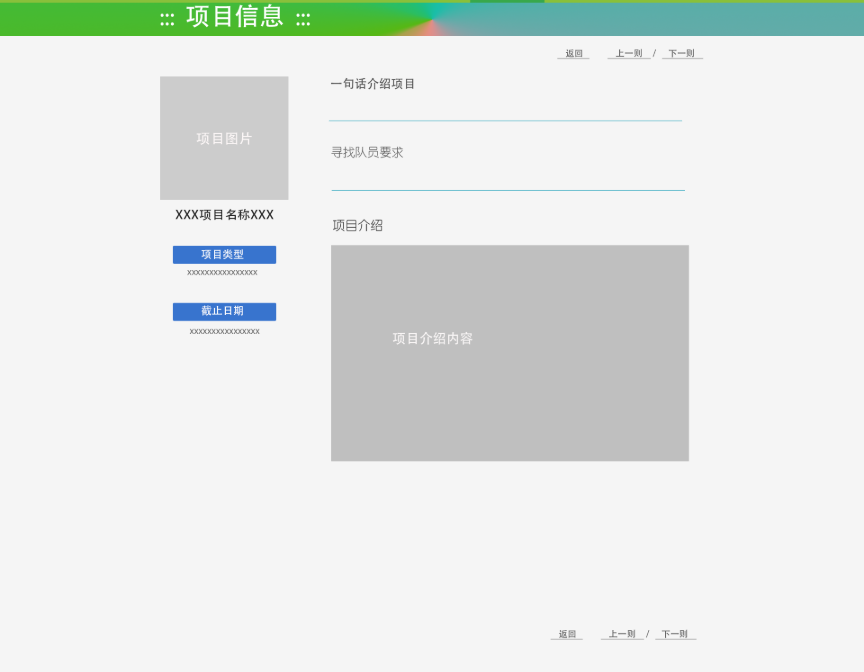 ::: 项目信息 :::
返回 上一则 / 下一则
项目图片
XXX项目名称XXX
项目类型
xxxxxxxxxxxxxxxx
截止日期
xxxxxxxxxxxxxxxx
一句话介绍项目
寻找队员要求
项目介绍
项目介绍内容
返回 上一则 / 下一则